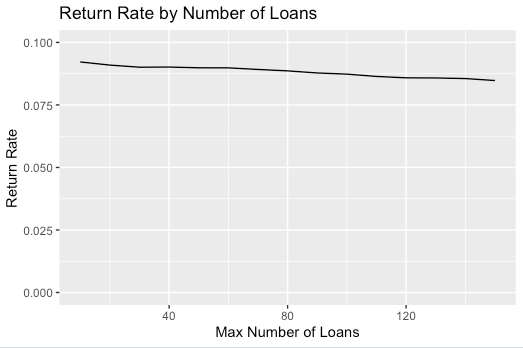 Return Rate by Number of Loans
0.100
0.075
0.050
0.025
0.000
Return Rate
40 80 120
Max Number of Loans